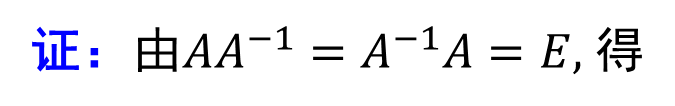 证：由AA⁻¹ = A⁻¹A = E, 得